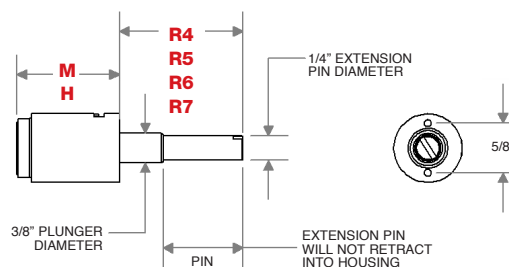 R4
R5
R6
R7
M
H
1/4" EXTENSION
PIN DIAMETER
5/8
3/8" PLUNGER
DIAMETER
PIN
EXTENSION PIN
WILL NOT RETRACT
INTO HOUSING